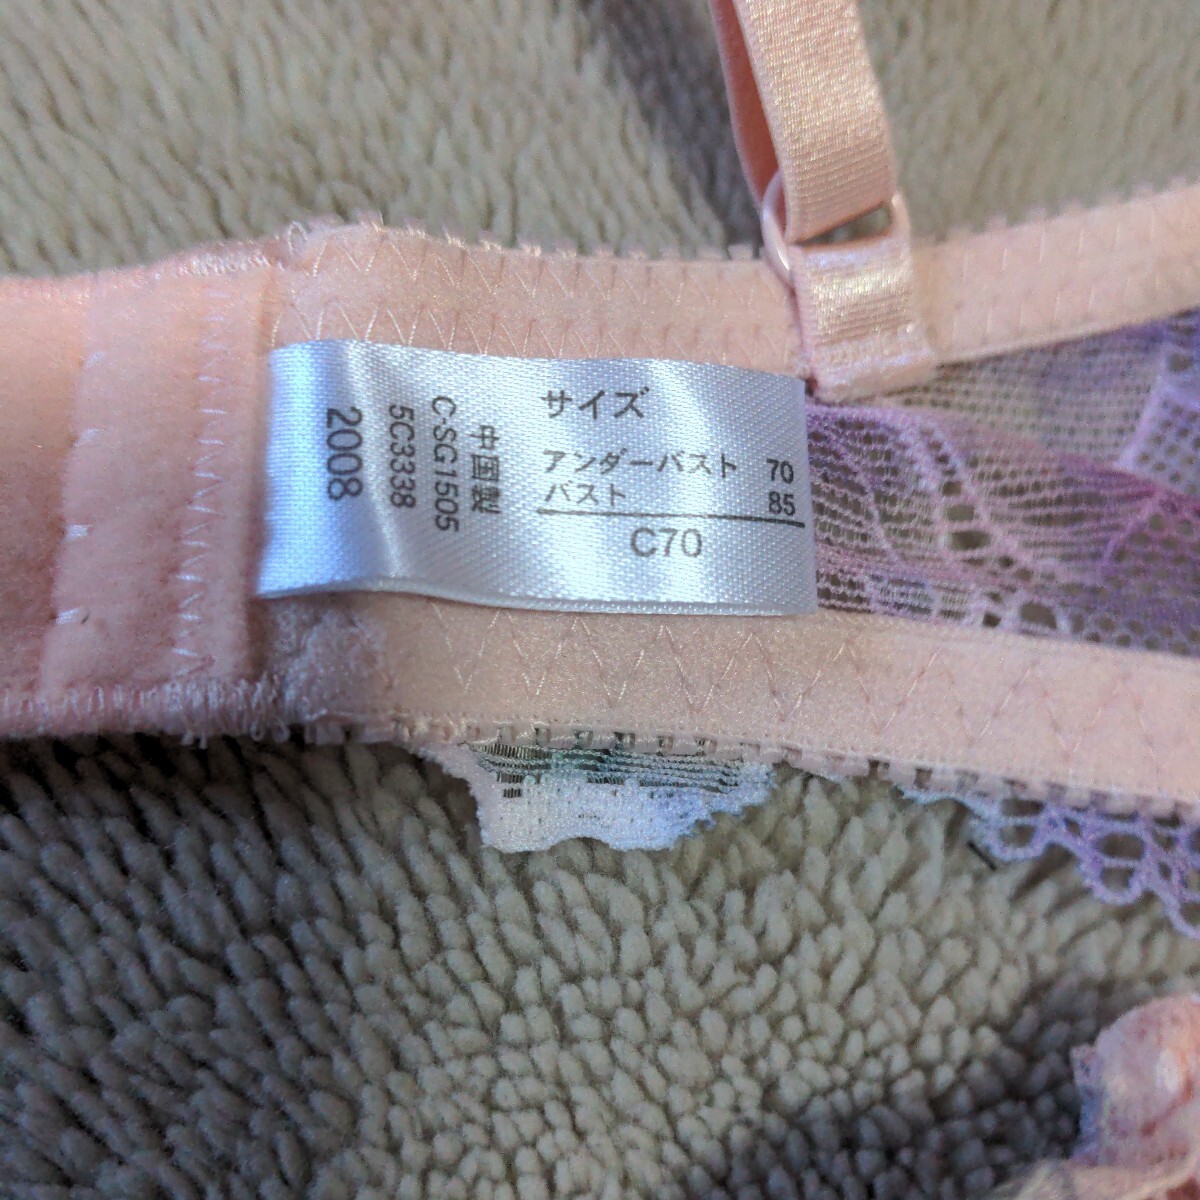 サイズ
アンダーバスト 70
バスト 85
C70
中国製
C-SG1505
5C3338
2008